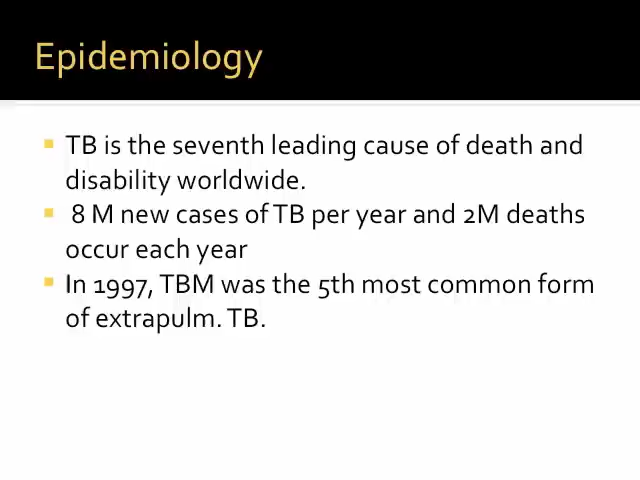 Epidemiology
TB is the seventh leading cause of death and
disability worldwide.
8 M new cases of TB per year and 2M deaths
occur each year
In 1997, TBM was the 5th most common form
of extrapulm. TB.